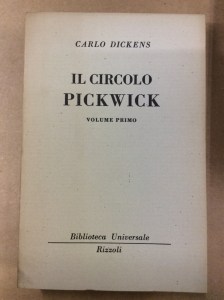 CARLO DICKENS
IL CIRCOLO
PICKWICK
VOLUME PRIMO
Biblioteca Universale
Rizzoli